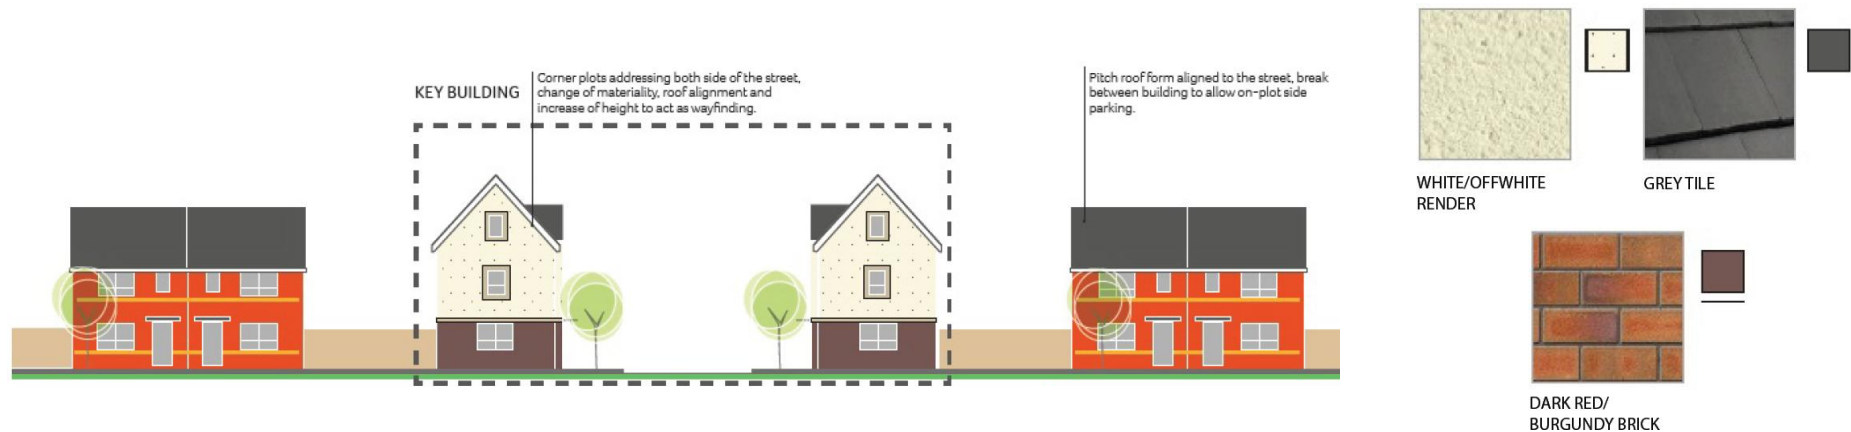 KEY BUILDING
Corner plots addressing both side of the street,
change of materiality, roof alignment and
increase of height to act as wayfinding.
Pitch roof form aligned to the street, break
between building to allow on-plot side
parking.
WHITE/OFFWHITE
RENDER
GREY TILE
DARK RED/
BURGUNDY BRICK